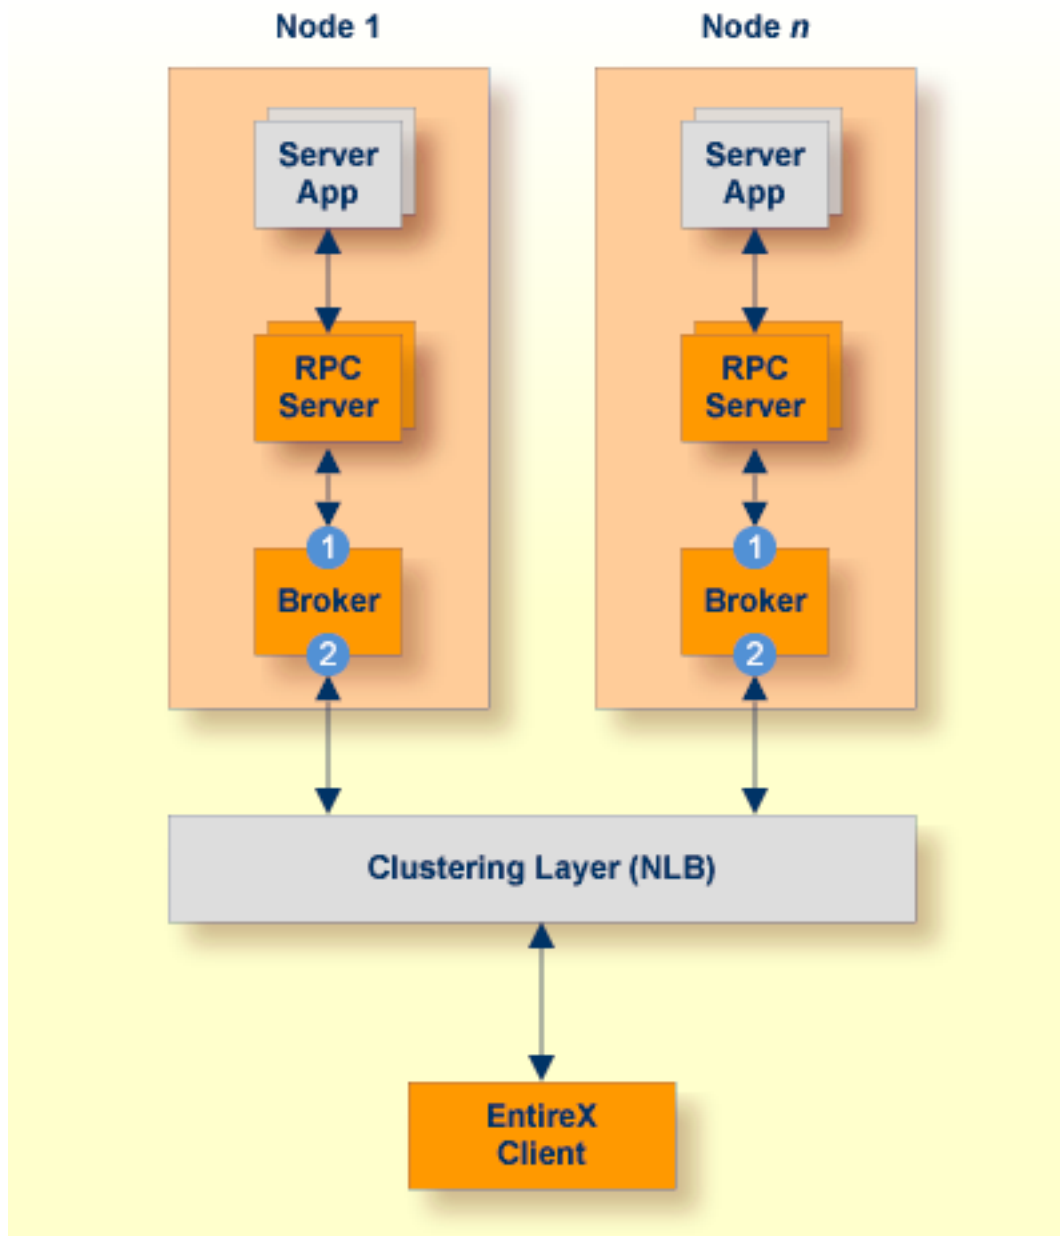 Node 1
Node n
Server
App
Server
App
RPC
Server
RPC
Server
1
1
Broker
Broker
2
2
Clustering Layer (NLB)
EntireX
Client